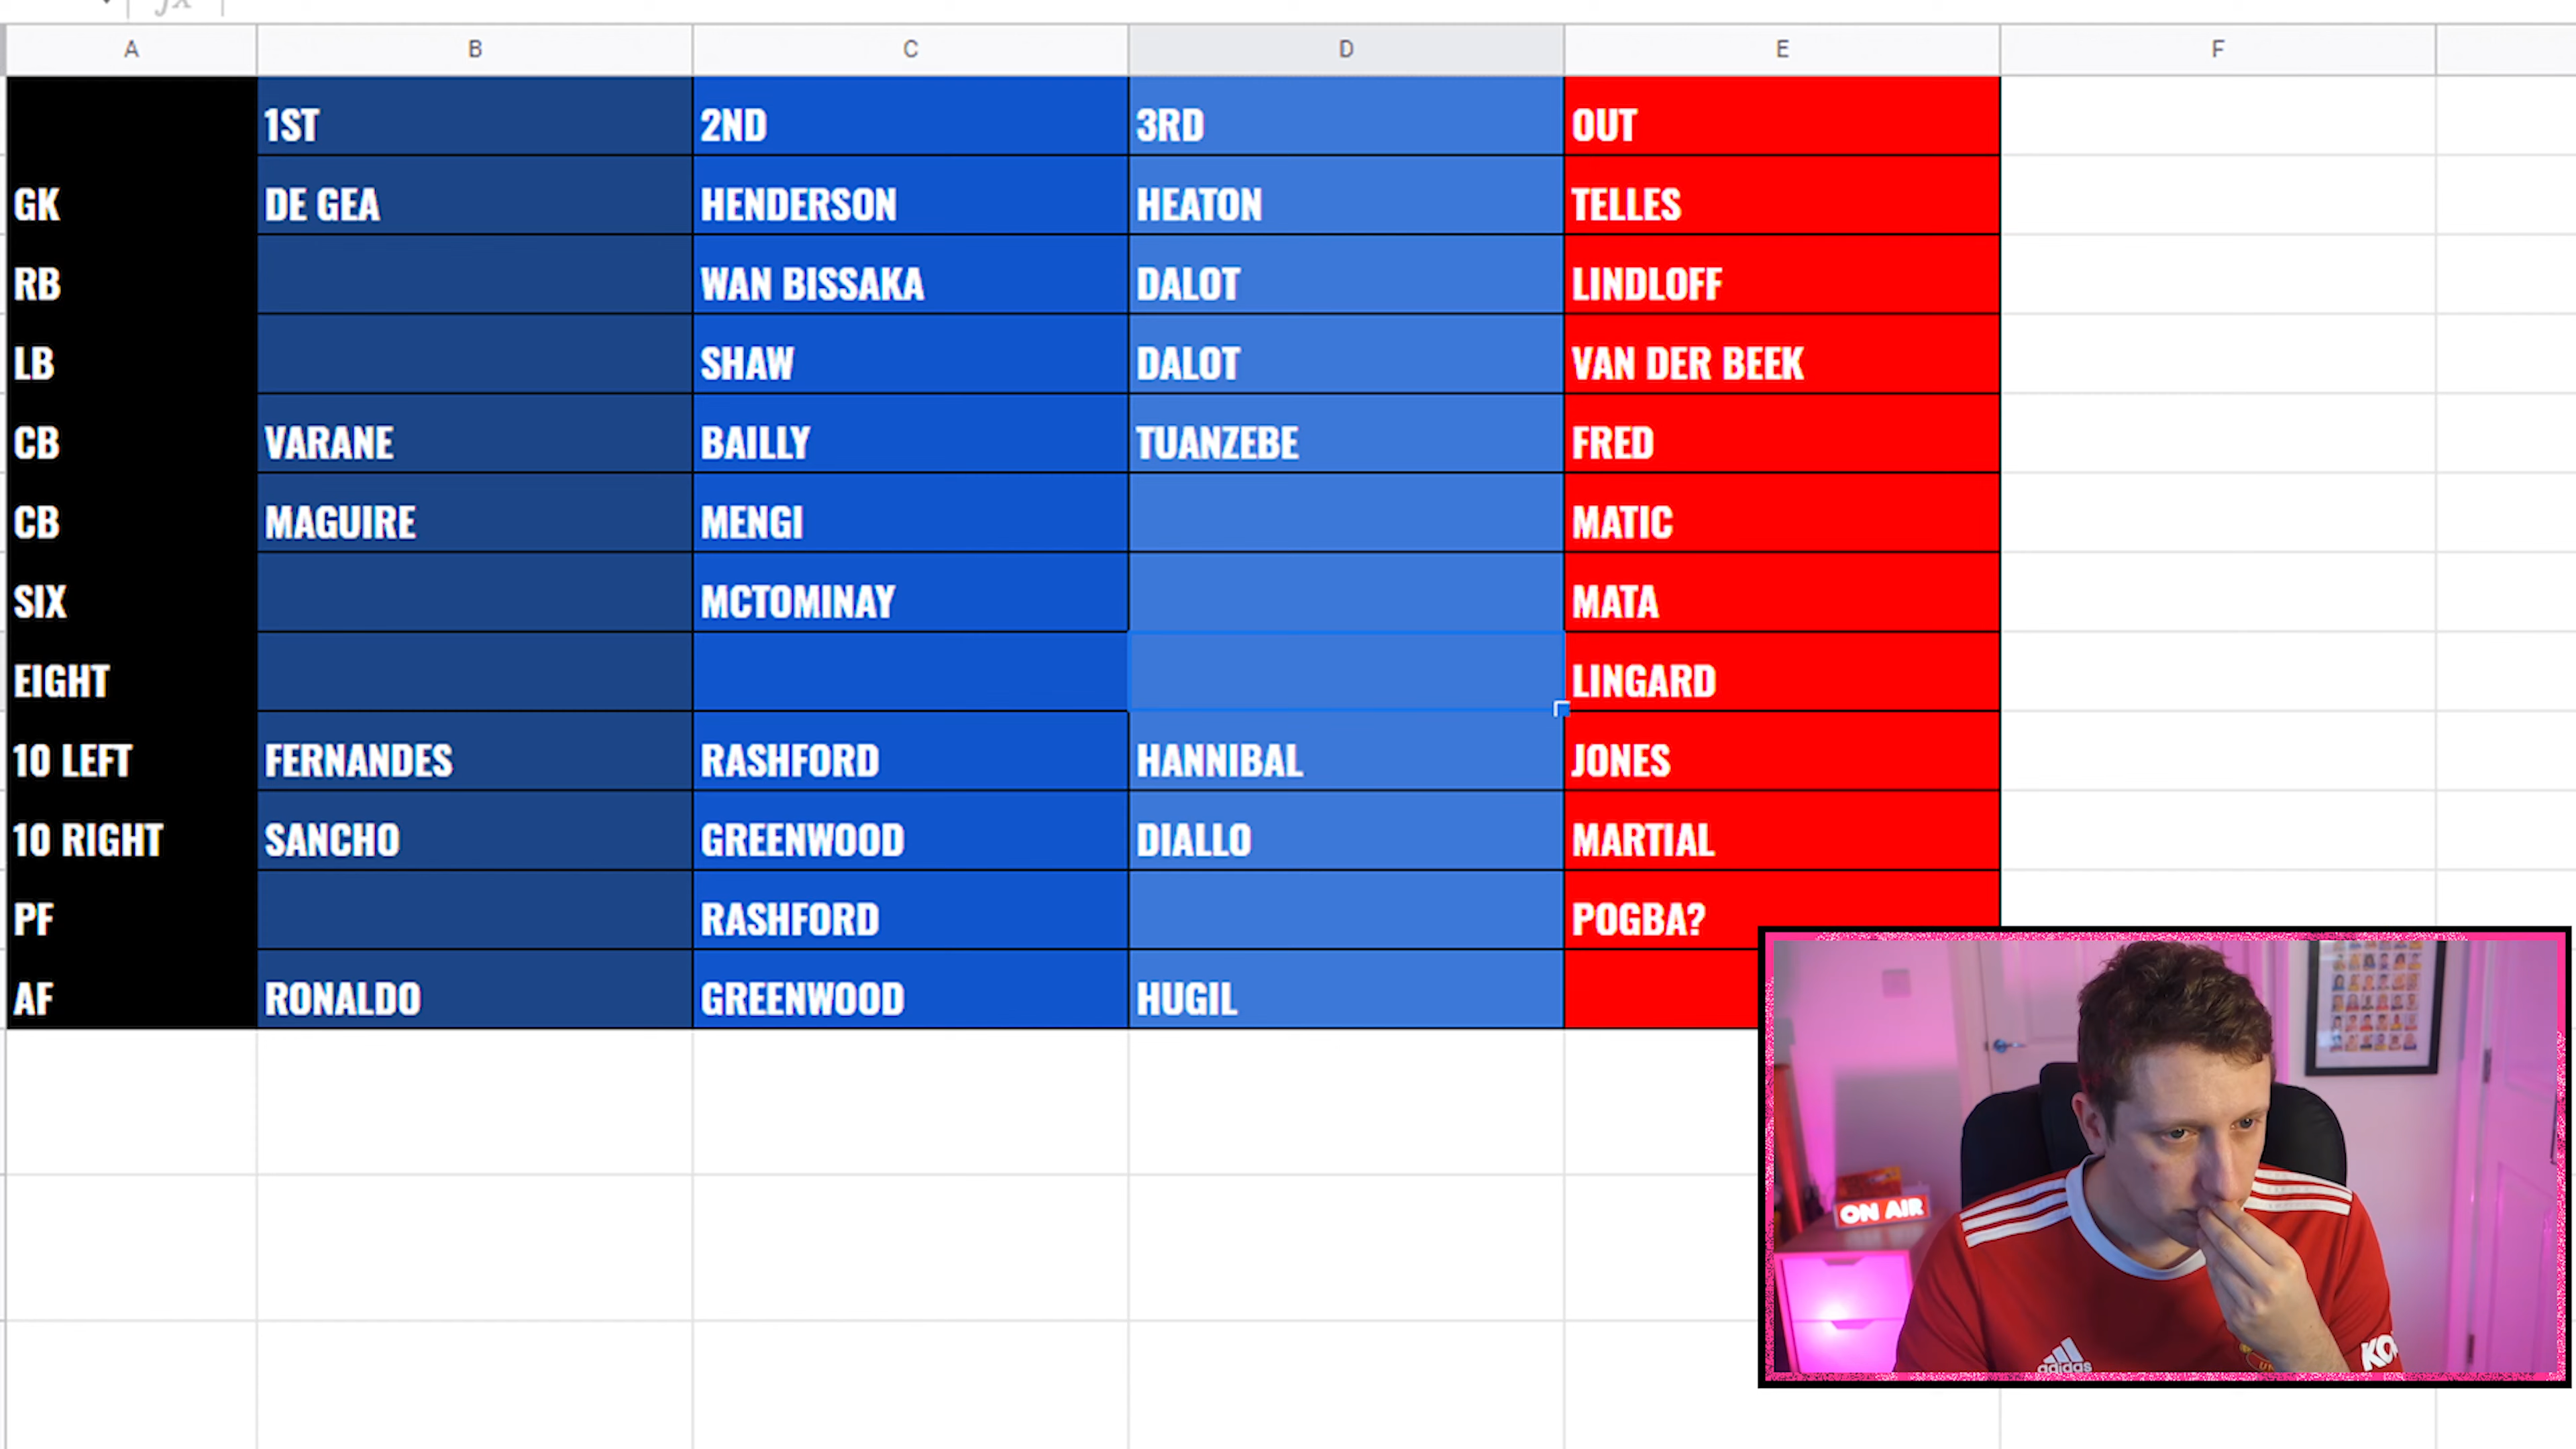 A B C D E F
1ST 2ND 3RD OUT
GK DE GEA HENDERSON HEATON TELLES
RB WAN BISSAKA DALOT LINDLOFF
LB SHAW DALOT VAN DER BEEK
CB VARANE BAILLY TUANZEBE FRED
CB MAGUIRE MENGI MATIC
SIX MCTOMINAY MATA
EIGHT LINGARD
10 LEFT FERNANDES RASHFORD HANNIBAL JONES
10 RIGHT SANCHO GREENWOOD DIALLO MARTIAL
PF RASHFORD POGBA?
AF RONALDO GREENWOOD HUGIL
ON AIR
adidas